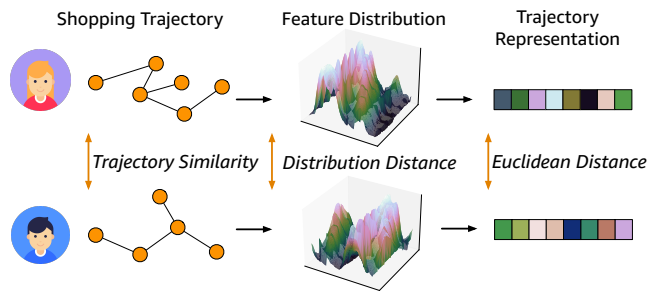 Shopping Trajectory
Feature Distribution
Trajectory
Representation
Trajectory Similarity
Distribution Distance
Euclidean Distance